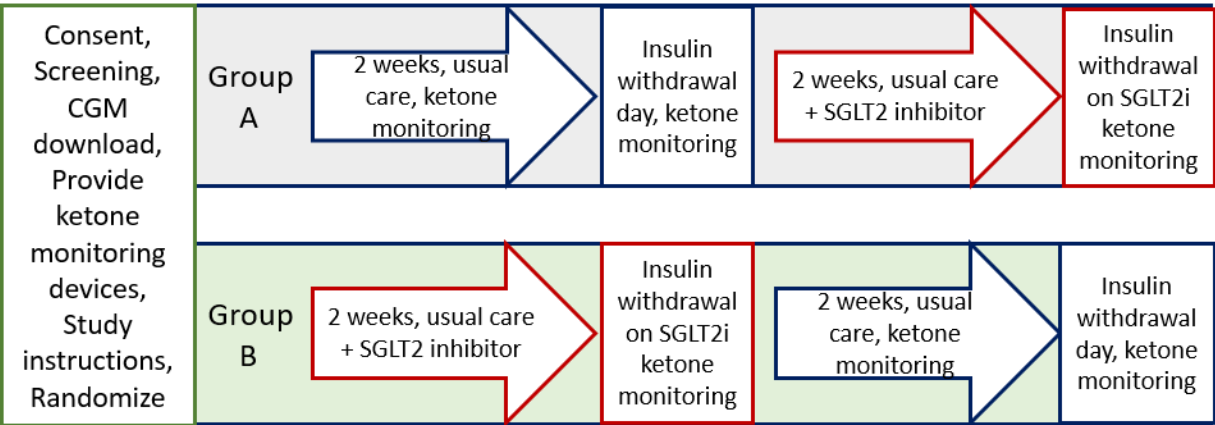 Consent,
Screening,
CGM
download,
Provide
ketone
monitoring
devices,
Study
instructions,
Randomize
Group
A
2 weeks, usual
care, ketone
monitoring
Insulin
withdrawal
day, ketone
monitoring
2 weeks, usual care
+ SGLT2 inhibitor
Insulin
withdrawal
on SGLT2i
ketone
monitoring
Group
B
2 weeks, usual care
+ SGLT2 inhibitor
Insulin
withdrawal
on SGLT2i
ketone
monitoring
2 weeks, usual
care, ketone
monitoring
Insulin
withdrawal
day, ketone
monitoring